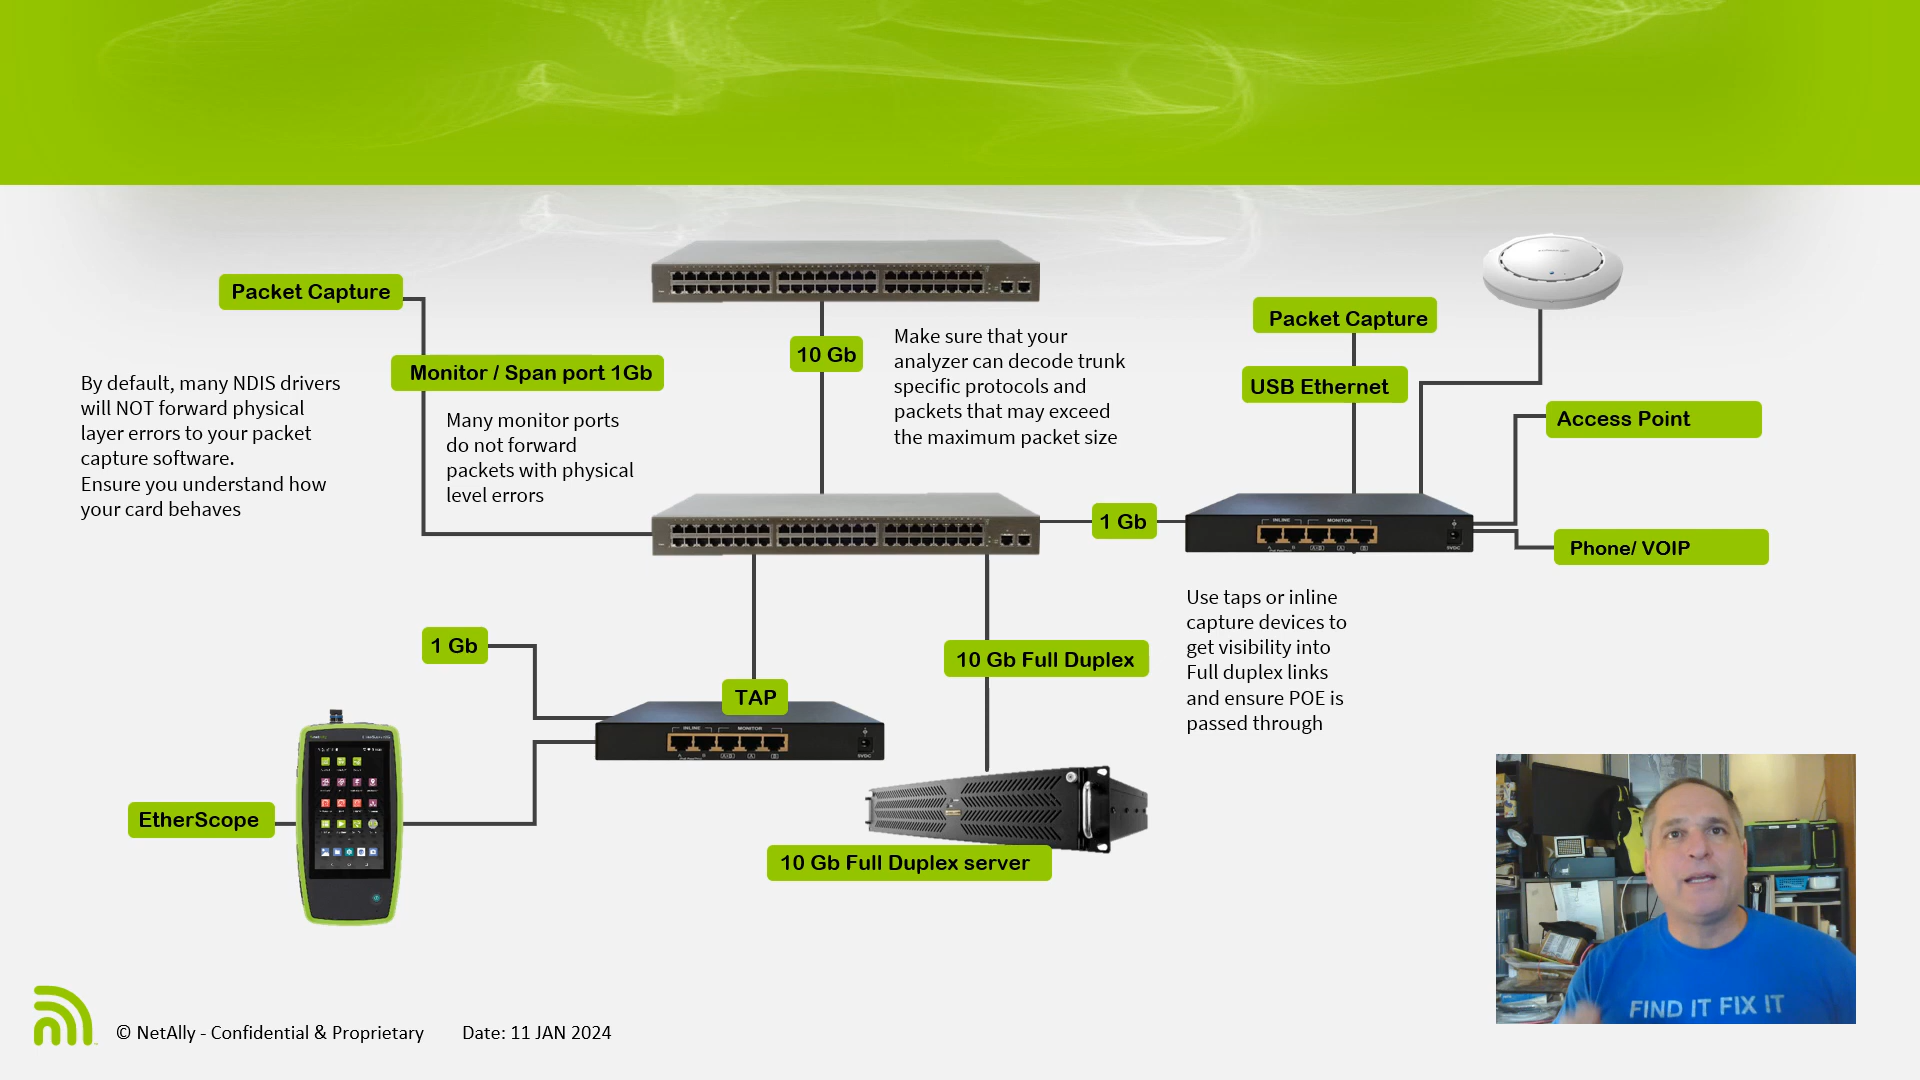 Packet Capture
Monitor / Span port 1Gb
By default, many NDIS drivers
will NOT forward physical
layer errors to your packet
capture software.
Ensure you understand how
your card behaves
Many monitor ports
do not forward
packets with physical
level errors
10 Gb
Make sure that your
analyzer can decode trunk
specific protocols and
packets that may exceed
the maximum packet size
Packet Capture
USB Ethernet
Access Point
Phone/ VOIP
1 Gb
INLINE
MONITOR
A
B
A+B
A
B
9VDC
Use taps or inline
capture devices to
get visibility into
Full duplex links
and ensure POE is
passed through
1 Gb
TAP
INLINE
MONITOR
A
B
A+B
A
B
9VDC
10 Gb Full Duplex
10 Gb Full Duplex server
EtherScope
FIND IT FIX IT
© NetAlly - Confidential & Proprietary
Date: 11 JAN 2024